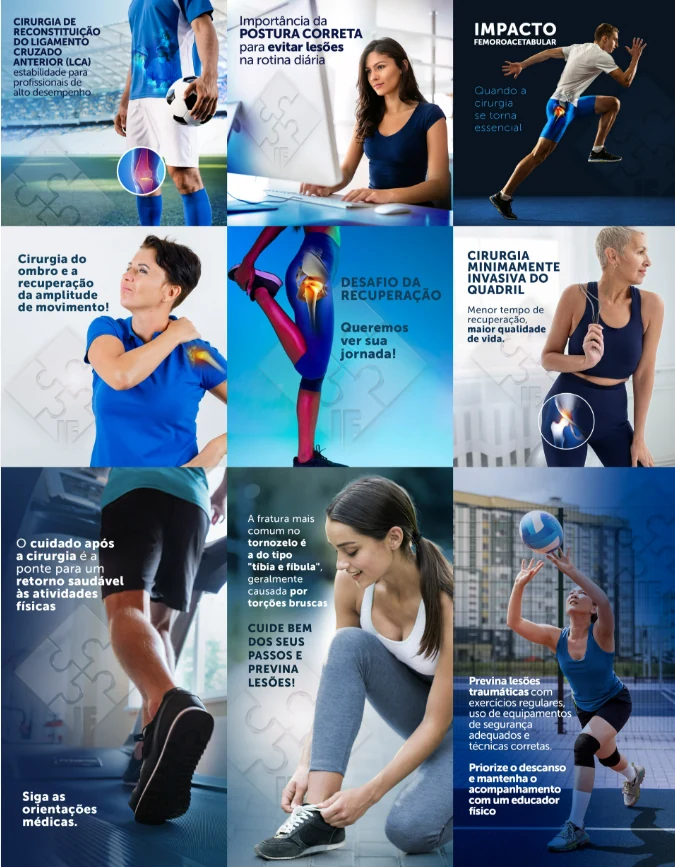 CIRURGIA DE
RECONSTITUIÇÃO
DO LIGAMENTO
CRUZADO
ANTERIOR (LCA)
estabilidade para
profissionais de
alto desempenho
Importância da
POSTURA CORRETA
para evitar lesões
na rotina diária
IMPACTO
FEMOROACETABULAR
Quando a
cirurgia
se torna
essencial
Cirurgia do
ombro e a
recuperação
da amplitude
de movimento!
DESAFIO DA
RECUPERAÇÃO
Queremos
ver sua
jornada!
CIRURGIA
MINIMAMENTE
INVASIVA DO
QUADRIL
Menor tempo de
recuperação,
maior qualidade
de vida.
O cuidado após
a cirurgia é a
ponte para um
retorno saudável
às atividades
físicas
Siga as
orientações
médicas.
A fratura mais
comum no
tornozelo é
a do tipo
"tíbia e fíbula",
geralmente
causada por
torções bruscas
CUIDE BEM
DOS SEUS
PASSOS E
PREVINA
LESÕES!
Previna lesões
traumáticas com
exercícios regulares,
uso de equipamentos
de segurança
adequados e
técnicas corretas.
Priorize o descanso
e mantenha o
acompanhamento
com um educador
físico
IF
IF
IF
IF